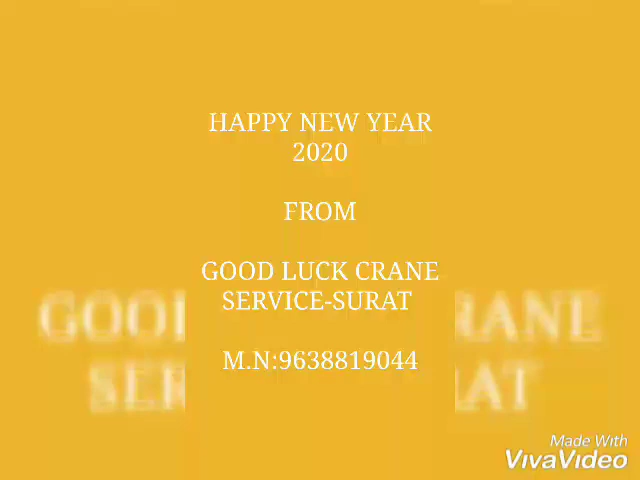 HAPPY NEW YEAR
2020
FROM
GOOD LUCK CRANE
SERVICE-SURAT
M.N:9638819044
Made With
VivaVideo